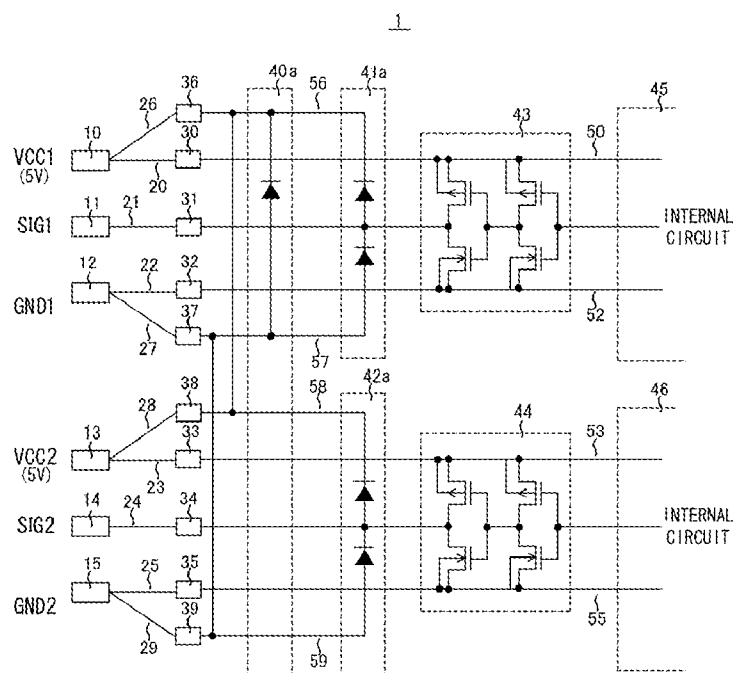 1
36
40a
56
41a
45
26
10
30
43
50
VCC1
(5V)
20
11
21
31
SIG1
INTERNAL
CIRCUIT
12
22
32
GND1
37
27
57
52
42a
38
58
46
28
44
13
33
53
VCC2
(5V)
23
14
24
34
SIG2
INTERNAL
CIRCUIT
15
25
35
GND2
39
29
59
55